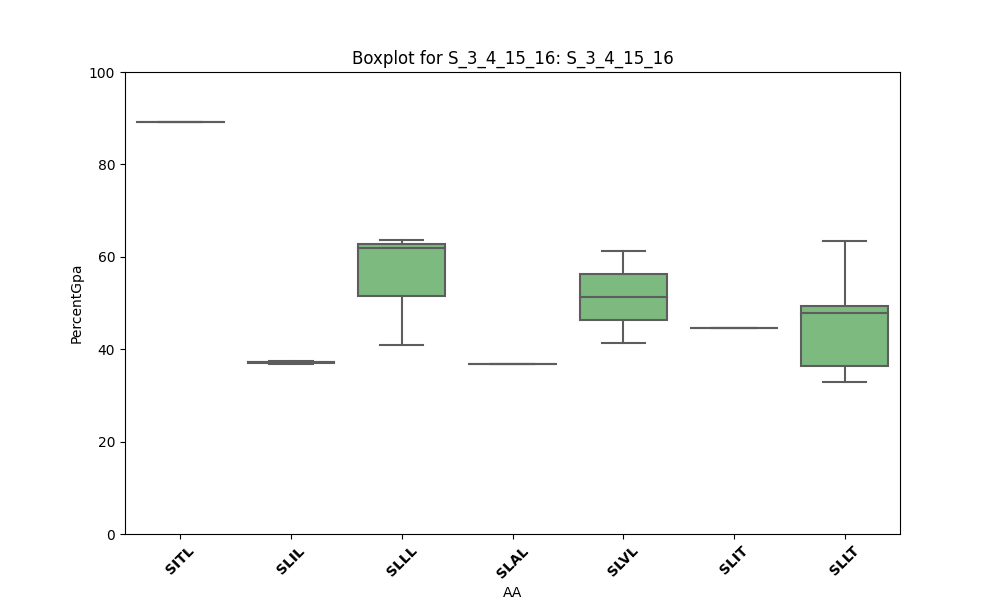 Boxplot for S_3_4_15_16: S_3_4_15_16
100
80
60
40
20
0
PercentGpa
SITL
SLIL
SLLL
SLAL
SLVL
SLIT
SLLT
AA